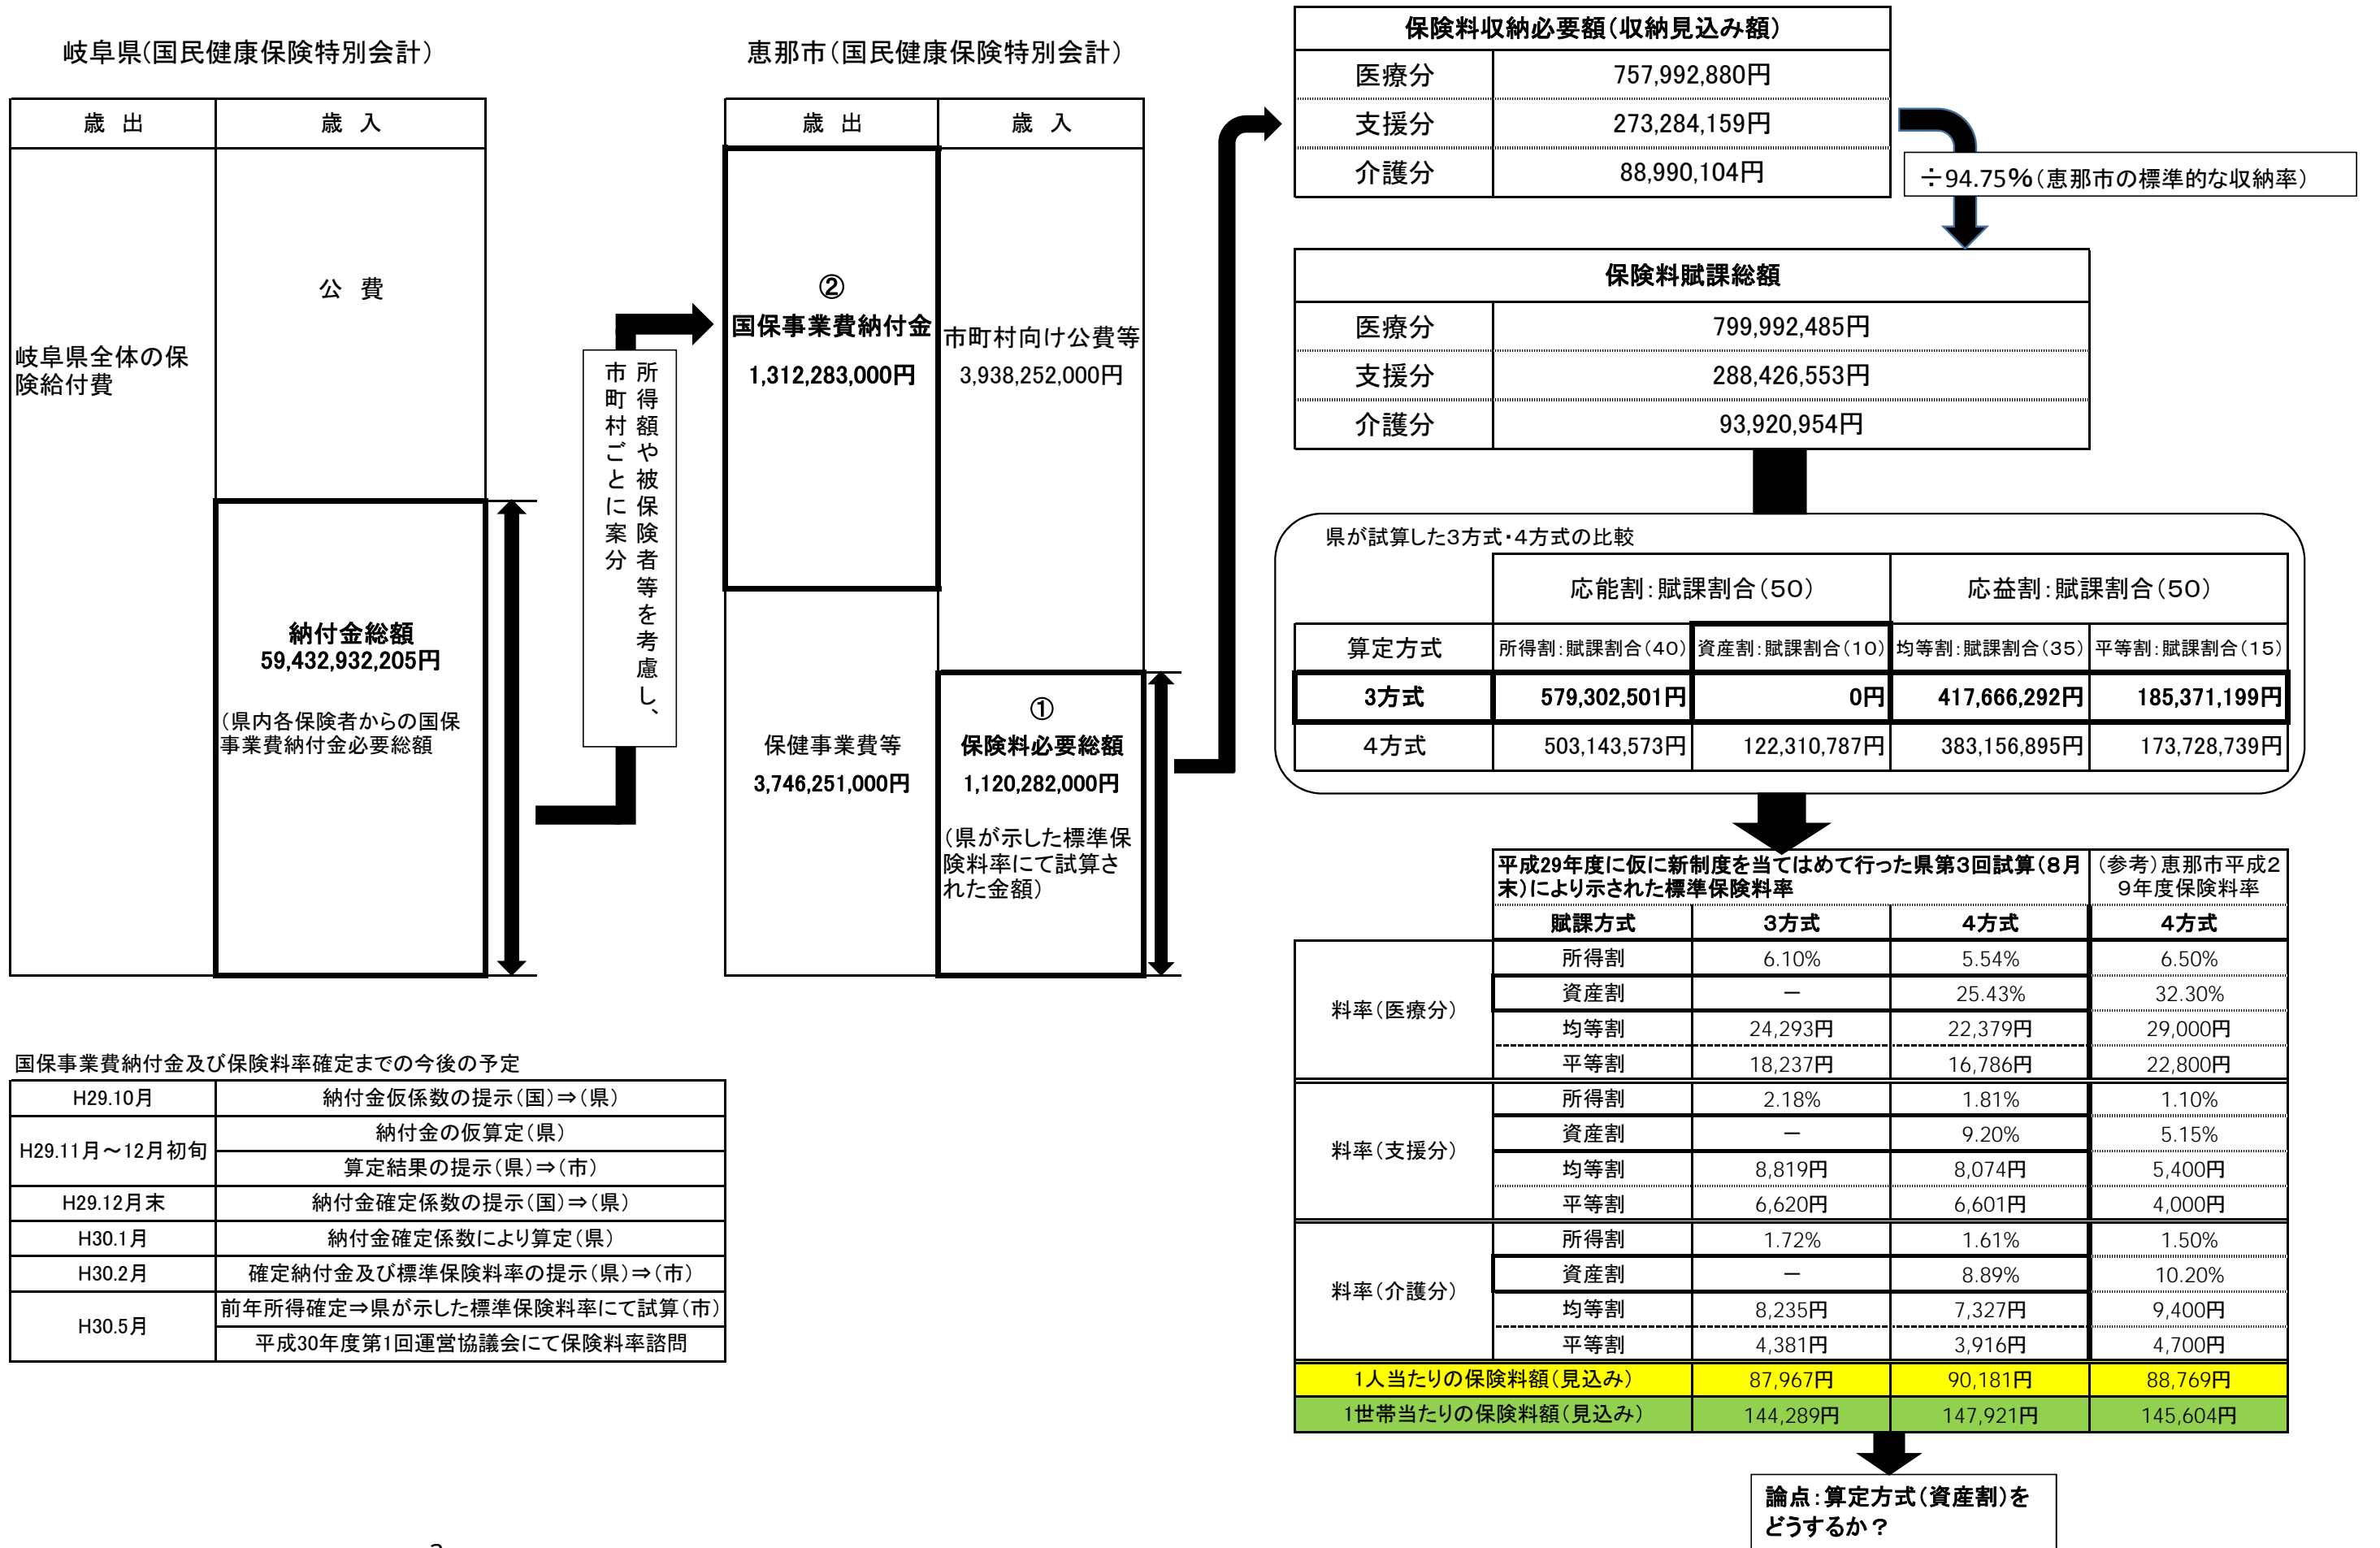 岐阜県(国民健康保険特別会計)
歳　出　歳　入
公　費
岐阜県全体の保
険給付費
納付金総額
59,432,932,205円
(県内各保険者からの国保
事業費納付金必要総額
所得額や被保険者等を考慮し、
市町村ごとに案分
恵那市(国民健康保険特別会計)
歳　出　歳　入
②
国保事業費納付金
1,312,283,000円
市町村向け公費等
3,938,252,000円
保健事業費等
3,746,251,000円
①
保険料必要総額
1,120,282,000円
(県が示した標準保
険料率にて試算さ
れた金額)
保険料収納必要額(収納見込み額)
医療分　757,992,880円
支援分　273,284,159円
介護分　88,990,104円
÷94.75%(恵那市の標準的な収納率)
保険料賦課総額
医療分　799,992,485円
支援分　288,426,553円
介護分　93,920,954円
県が試算した3方式・4方式の比較
応能割:賦課割合(50)　応益割:賦課割合(50)
算定方式　所得割:賦課割合(40)　資産割:賦課割合(10)　均等割:賦課割合(35)　平等割:賦課割合(15)
3方式　579,302,501円　0円　417,666,292円　185,371,199円
4方式　503,143,573円　122,310,787円　383,156,895円　173,728,739円
平成29年度に仮に新制度を当てはめて行った県第3回試算(8月
末)により示された標準保険料率
(参考)恵那市平成2
9年度保険料率
賦課方式　3方式　4方式　4方式
料率(医療分)
所得割　6.10%　5.54%　6.50%
資産割　－　25.43%　32.30%
均等割　24,293円　22,379円　29,000円
平等割　18,237円　16,786円　22,800円
料率(支援分)
所得割　2.18%　1.81%　1.10%
資産割　－　9.20%　5.15%
均等割　8,819円　8,074円　5,400円
平等割　6,620円　6,601円　4,000円
料率(介護分)
所得割　1.72%　1.61%　1.50%
資産割　－　8.89%　10.20%
均等割　8,235円　7,327円　9,400円
平等割　4,381円　3,916円　4,700円
1人当たりの保険料額(見込み)　87,967円　90,181円　88,769円
1世帯当たりの保険料額(見込み)　144,289円　147,921円　145,604円
論点:算定方式(資産割)を
どうするか?
国保事業費納付金及び保険料率確定までの今後の予定
H29.10月　納付金仮係数の提示(国)⇒(県)
H29.11月～12月初旬　納付金の仮算定(県)
算定結果の提示(県)⇒(市)
H29.12月末　納付金確定係数の提示(国)⇒(県)
H30.1月　納付金確定係数により算定(県)
H30.2月　確定納付金及び標準保険料率の提示(県)⇒(市)
H30.5月　前年所得確定⇒県が示した標準保険料率にて試算(市)
平成30年度第1回運営協議会にて保険料率諮問